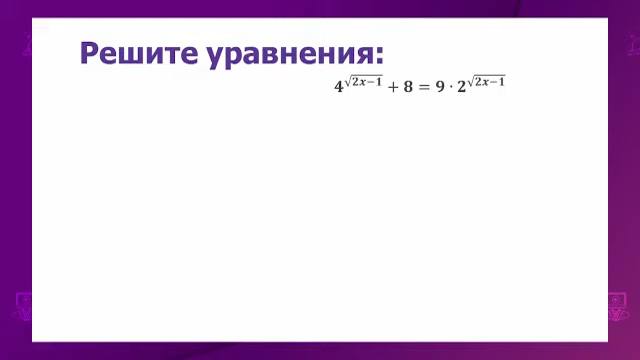 Решите уравнения:
4^√(2x−1) + 8 = 9 · 2^√(2x−1)